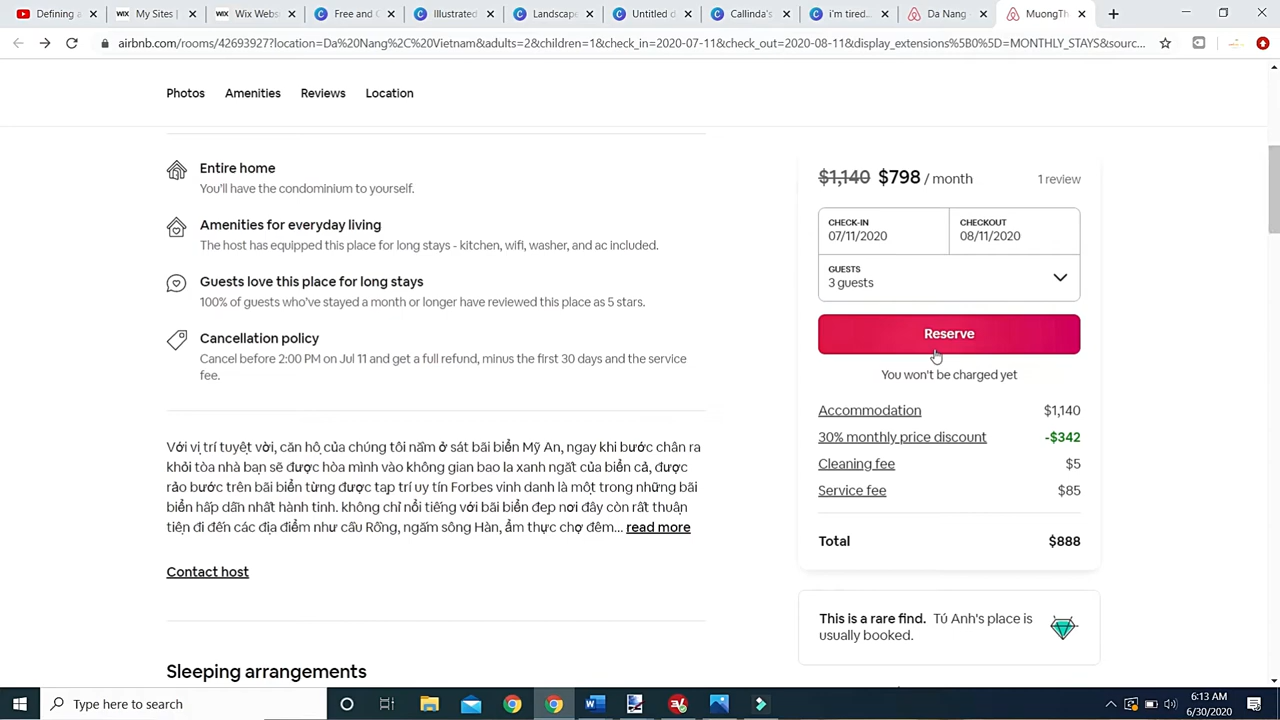 Defining a
My Sites |
Wix Webs
Free and
Illustrated
Landscape
Untitled d
Callinda's
i'm tired...
Da Nang
MuongTh
airbnb.com/rooms/42693927?location=Da%20Nang%2C%20Vietnam&adults=2&children=1&check_in=2020-07-11&check_out=2020-08-11&display_extensions%5B0%5D=MONTHLY_STAYS&sourc...
Photos Amenities Reviews Location
Entire home
You'll have the condominium to yourself.
Amenities for everyday living
The host has equipped this place for long stays - kitchen, wifi, washer, and ac included.
Guests love this place for long stays
100% of guests who've stayed a month or longer have reviewed this place as 5 stars.
Cancellation policy
Cancel before 2:00 PM on Jul 11 and get a full refund, minus the first 30 days and the service
fee.
Với vị trí tuyệt vời, căn hộ của chúng tôi nằm ở sát bãi biển Mỹ An, ngay khi bước chân ra
khỏi tòa nhà bạn sẽ được hòa mình vào không gian bao la xanh ngất của biển cả, được
rảo bước trên bãi biển từng được tạp trí uy tín Forbes vinh danh là một trong những bãi
biển hấp dẫn nhất hành tinh. không chỉ nổi tiếng với bãi biển đẹp nơi đây còn rất thuận
tiện đi đến các địa điểm như cầu Rồng, ngắm sông Hàn, ẩm thực chợ đêm... read more
Contact host
Sleeping arrangements
$1,140 $798 / month 1 review
CHECK-IN
07/11/2020
CHECKOUT
08/11/2020
GUESTS
3 guests
Reserve
You won't be charged yet
Accommodation $1,140
30% monthly price discount -$342
Cleaning fee $5
Service fee $85
Total $888
This is a rare find. Tú Anh's place is
usually booked.
Type here to search
6:13 AM
6/30/2020